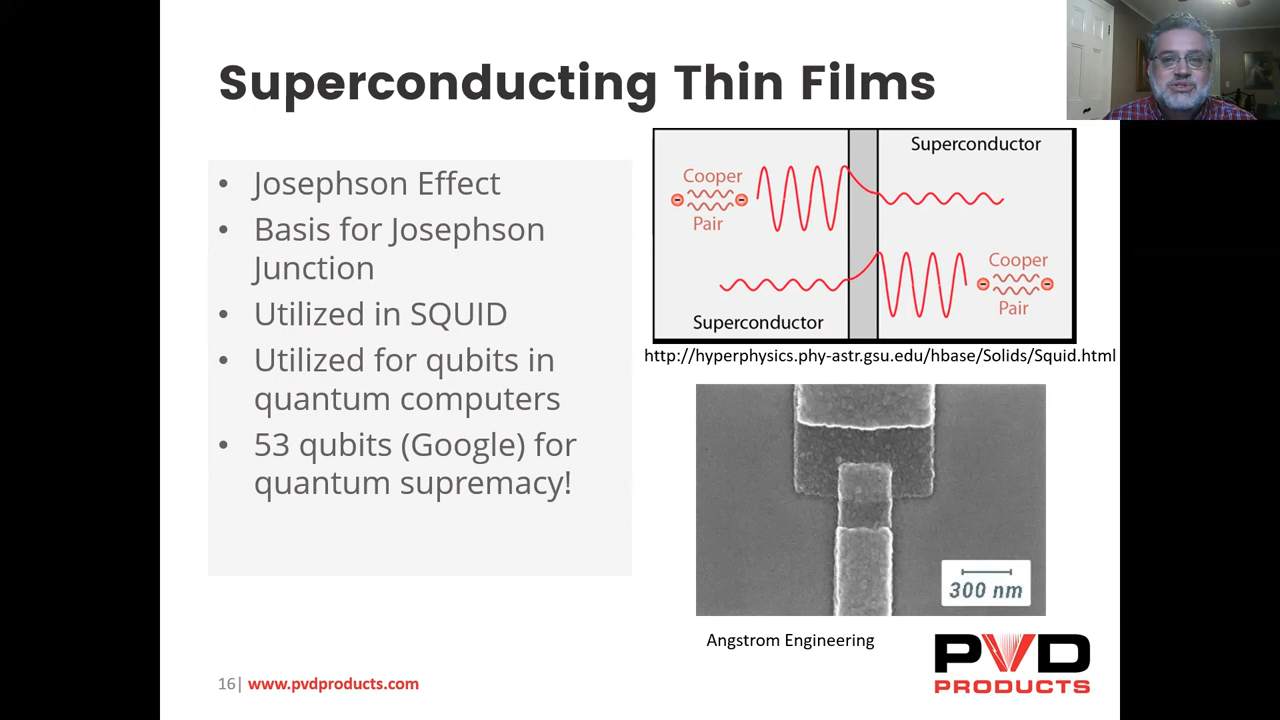 Superconducting Thin Films
• Josephson Effect
• Basis for Josephson
Junction
• Utilized in SQUID
• Utilized for qubits in
quantum computers
• 53 qubits (Google) for
quantum supremacy!
Superconductor
Cooper
Pair
Cooper
Pair
Superconductor
http://hyperphysics.phy-astr.gsu.edu/hbase/Solids/Squid.html
300 nm
Angstrom Engineering
PVD
PRODUCTS
16| www.pvdproducts.com